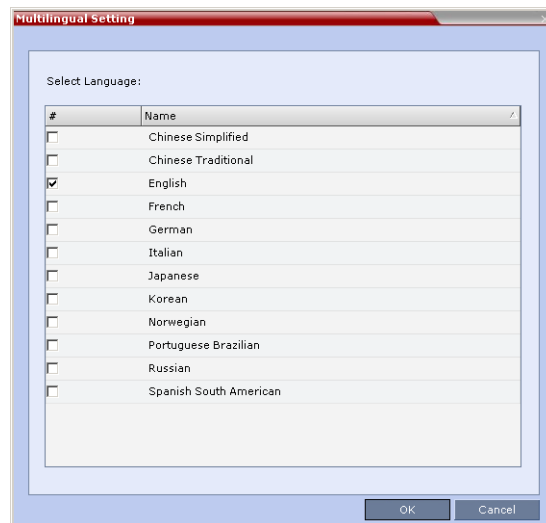 Multilingual Setting
Select Language:
# Name
Chinese Simplified
Chinese Traditional
English
French
German
Italian
Japanese
Korean
Norwegian
Portuguese Brazilian
Russian
Spanish South American
OK Cancel